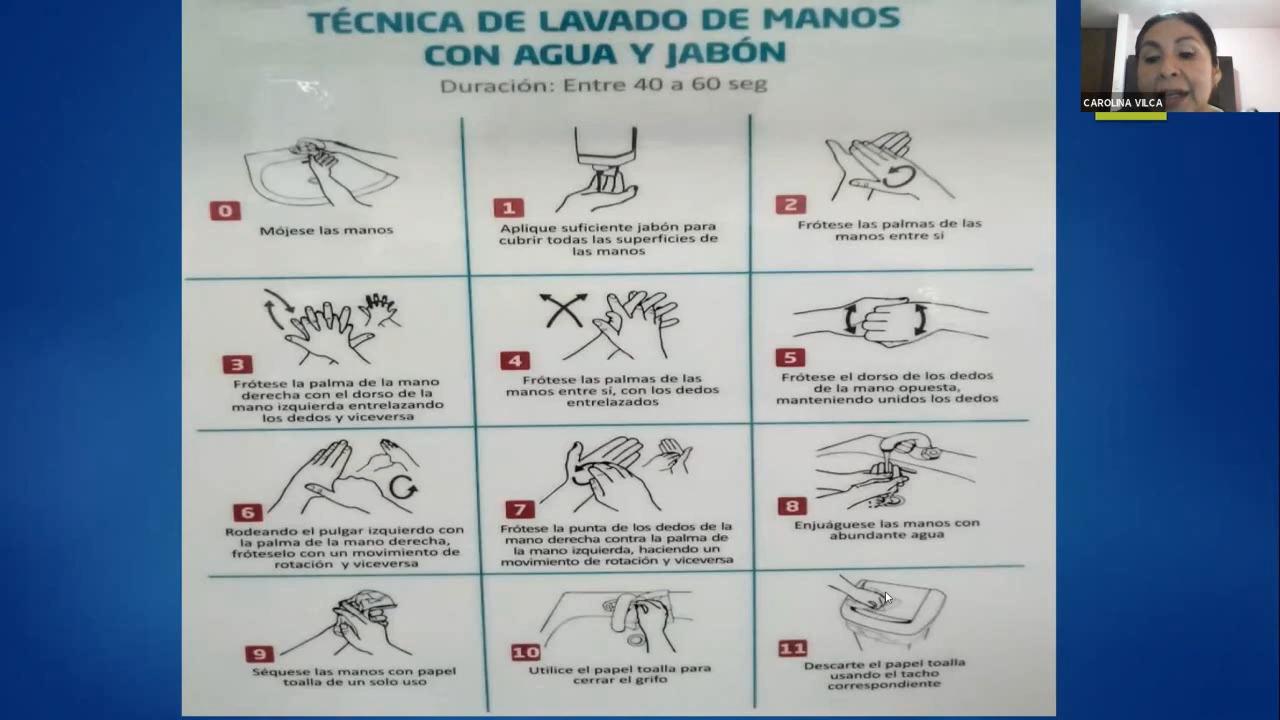 TÉCNICA DE LAVADO DE MANOS
CON AGUA Y JABÓN
Duración: Entre 40 a 60 seg
CAROLINA VILCA
0
Mójese las manos
1
Aplique suficiente jabón para
cubrir todas las superficies de
las manos
2
Frótese las palmas de las
manos entre si
3
Frótese la palma de la mano
derecha con el dorso de la
mano izquierda entrelazando
los dedos y viceversa
4
Frótese las palmas de las
manos entre sí, con los dedos
entrelazados
5
Frótese el dorso de los dedos
de la mano opuesta,
manteniendo unidos los dedos
6
Rodeando el pulgar izquierdo con
la palma de la mano derecha,
fróteselo con un movimiento de
rotación y viceversa
7
Frótese la punta de los dedos de la
mano derecha contra la palma de
la mano izquierda, haciendo un
movimiento de rotación y viceversa
8
Enjuáguese las manos con
abundante agua
9
Séquese las manos con papel
toalla de un solo uso
10
Utilice el papel toalla para
cerrar el grifo
11
Descarte el papel toalla
usando el tacho
correspondiente